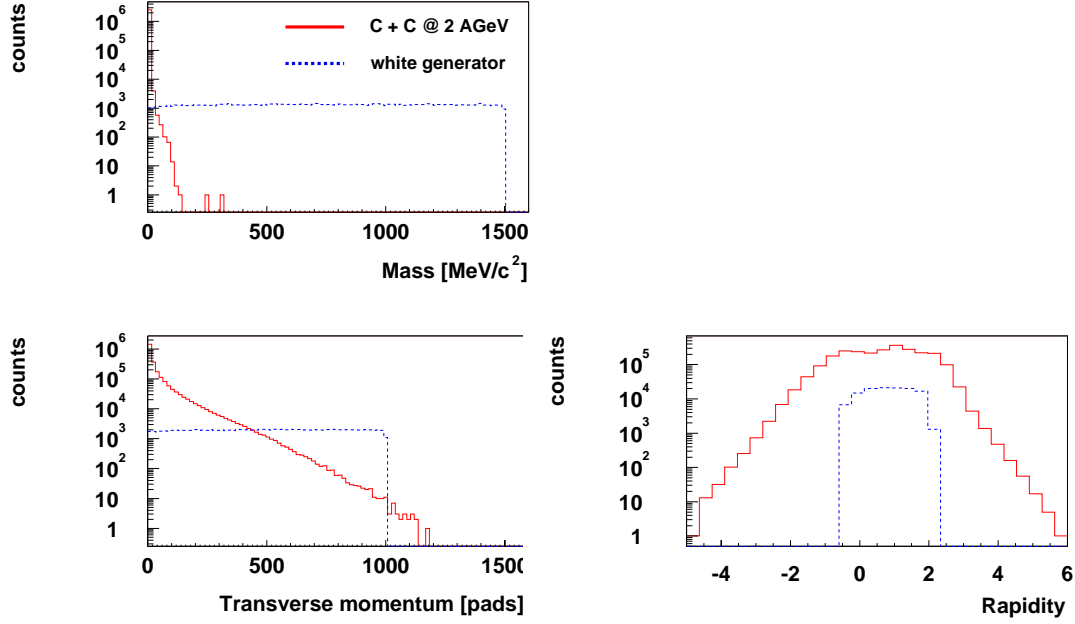 counts
10^6
10^5
10^4
10^3
10^2
10
1
C + C @ 2 AGeV
white generator
0 500 1000 1500
Mass [MeV/c^2]
counts
10^6
10^5
10^4
10^3
10^2
10
1
0 500 1000 1500
Transverse momentum [pads]
counts
10^5
10^4
10^3
10^2
10
1
-4 -2 0 2 4 6
Rapidity